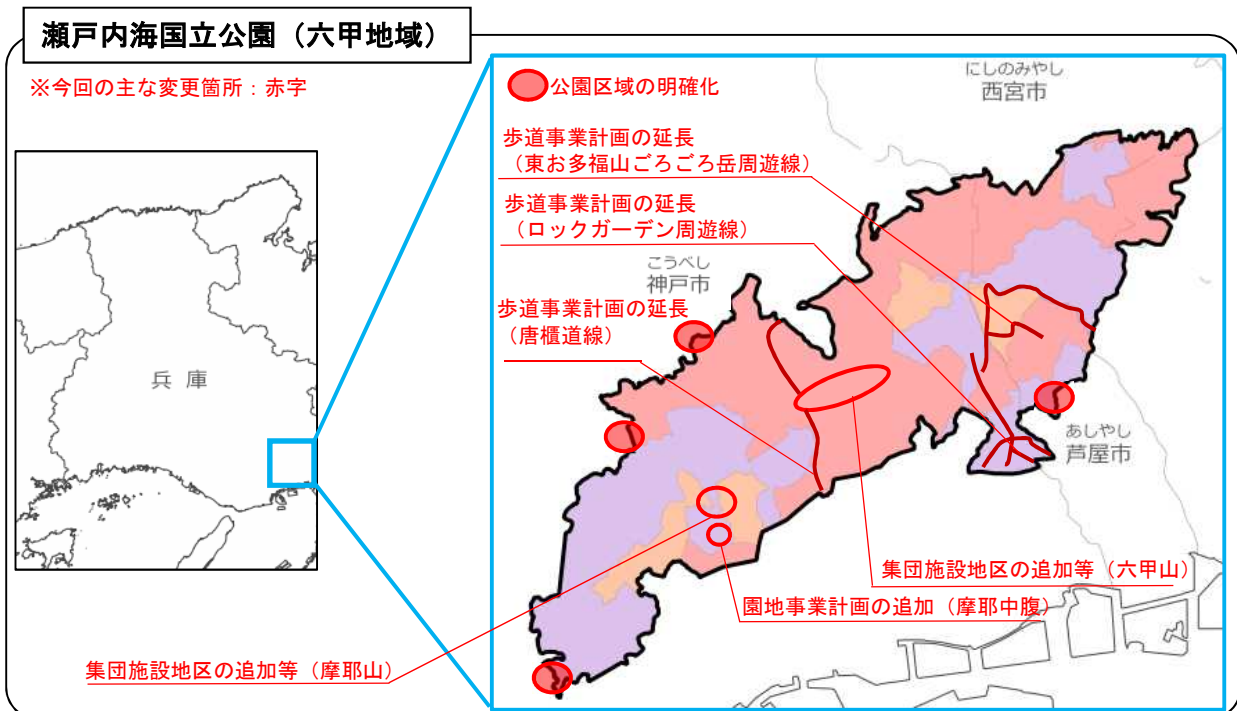 瀬戸内海国立公園（六甲地域）
※今回の主な変更箇所：赤字
兵庫
公園区域の明確化
にしのみやし
西宮市
歩道事業計画の延長
（東お多福山ごろごろ岳周遊線）
歩道事業計画の延長
（ロックガーデン周遊線）
こうべし
神戸市
歩道事業計画の延長
（唐櫃道線）
あしやし
芦屋市
集団施設地区の追加等（六甲山）
園地事業計画の追加（摩耶中腹）
集団施設地区の追加等（摩耶山）